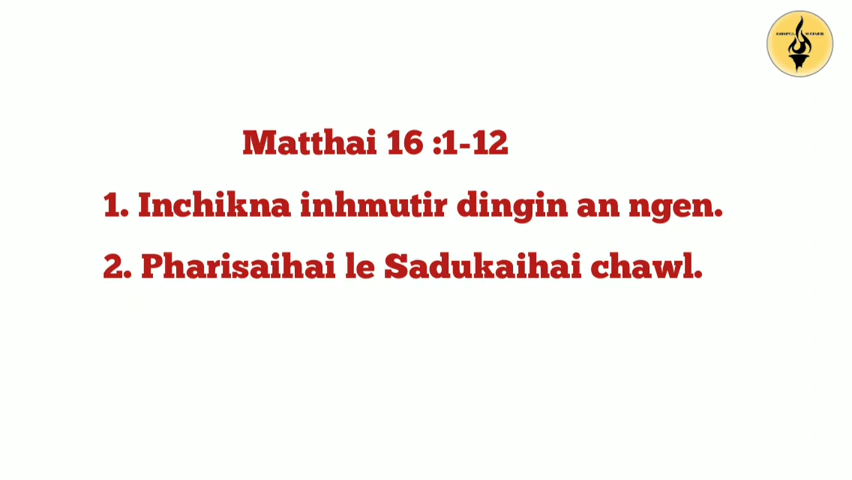 Matthai 16 :1-12
1. Inchikna inhmutir dingin an ngen.
2. Pharisaihai le Sadukaihai chawl.